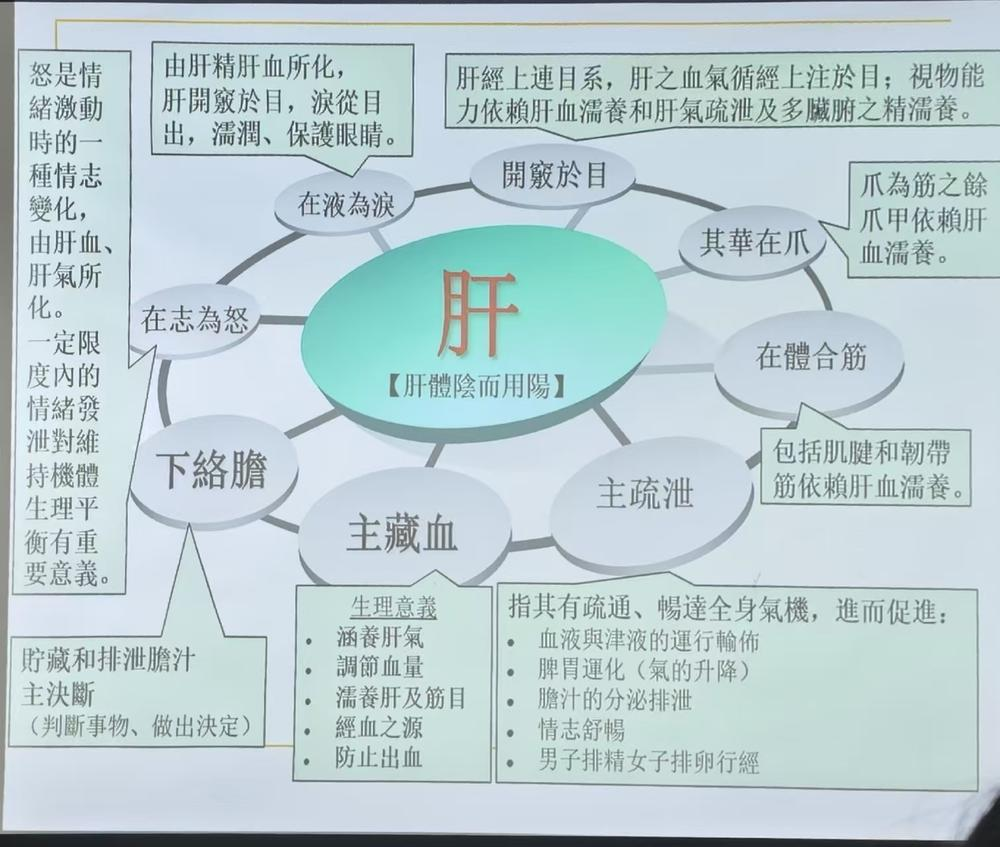 怒是情
緒激動
時的一
種情志
變化，
由肝血、
肝氣所
化。
一定限
度內的
情緒發
泄對維
持機體
生理平
衡有重
要意義。
由肝精肝血所化，
肝開竅於目，淚從目
出，濡潤、保護眼睛。
肝經上連目系，肝之血氣循經上注於目；視物能
力依賴肝血濡養和肝氣疏泄及多臟腑之精濡養。
爪為筋之餘
爪甲依賴肝
血濡養。
在液為淚
開竅於目
其華在爪
在志為怒
肝
【肝體陰而用陽】
在體合筋
下絡膽
主藏血
主疏泄
包括肌腱和韌帶
筋依賴肝血濡養。
貯藏和排泄膽汁
主決斷
（判斷事物、做出決定）
生理意義
• 涵養肝氣
• 調節血量
• 濡養肝及筋目
• 經血之源
• 防止出血
指其有疏通、暢達全身氣機，進而促進：
• 血液與津液的運行輸佈
• 脾胃運化（氣的升降）
• 膽汁的分泌排泄
• 情志舒暢
• 男子排精女子排卵行經